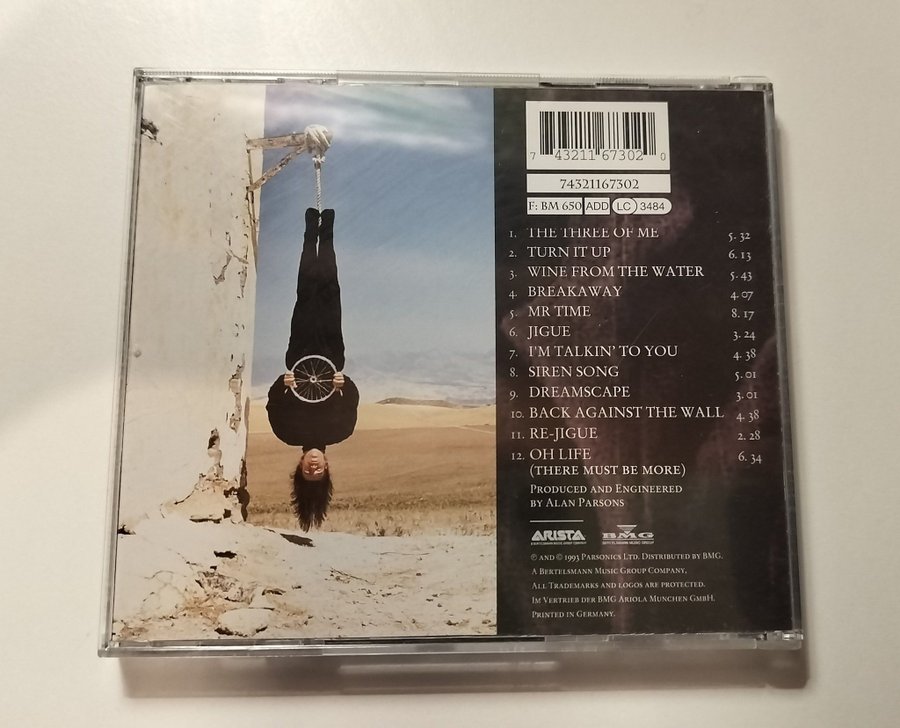 7 43211 67302 0
74321167302
F: BM 650 ADD LC 3484
1. THE THREE OF ME 5.32
2. TURN IT UP 6.13
3. WINE FROM THE WATER 5.43
4. BREAKAWAY 4.07
5. MR TIME 8.17
6. JIGUE 3.24
7. I'M TALKIN' TO YOU 4.38
8. SIREN SONG 5.01
9. DREAMSCAPE 3.01
10. BACK AGAINST THE WALL 4.38
11. RE-JIGUE 2.28
12. OH LIFE 6.34
(THERE MUST BE MORE)
PRODUCED AND ENGINEERED
BY ALAN PARSONS
ARISTA BMG
℗ AND © 1993 PARSONICS LTD. DISTRIBUTED BY BMG.
A BERTELSMANN MUSIC GROUP COMPANY.
ALL TRADEMARKS AND LOGOS ARE PROTECTED.
IM VERTRIEB DER BMG ARIOLA MUNCHEN GMBH.
PRINTED IN GERMANY.